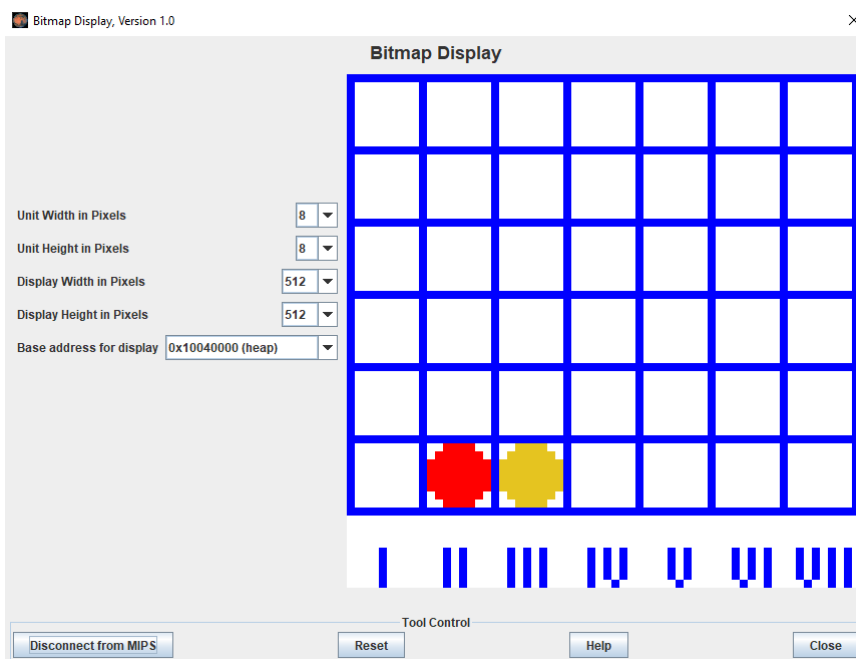 Bitmap Display, Version 1.0
Bitmap Display
Unit Width in Pixels 8
Unit Height in Pixels 8
Display Width in Pixels 512
Display Height in Pixels 512
Base address for display 0x10040000 (heap)
I II III IV V VI VII
Tool Control
Disconnect from MIPS Reset Help Close